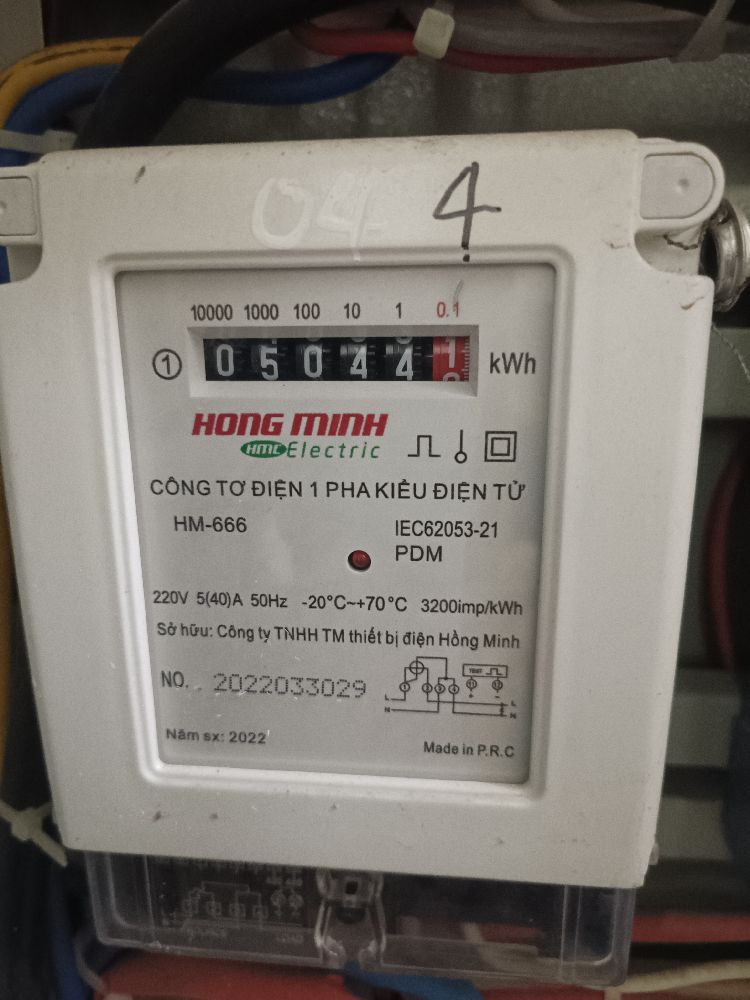 04 4
10000 1000 100 10 1 0.1
1 0 5 0 4 4 1 kWh
HONG MINH
HMC Electric
CÔNG TƠ ĐIỆN 1 PHA KIỂU ĐIỆN TỬ
HM-666 IEC62053-21
PDM
220V 5(40)A 50Hz -20°C~+70°C 3200imp/kWh
Sở hữu: Công ty TNHH TM thiết bị điện Hồng Minh
NO. 2022033029
Năm sx: 2022
Made in P.R.C